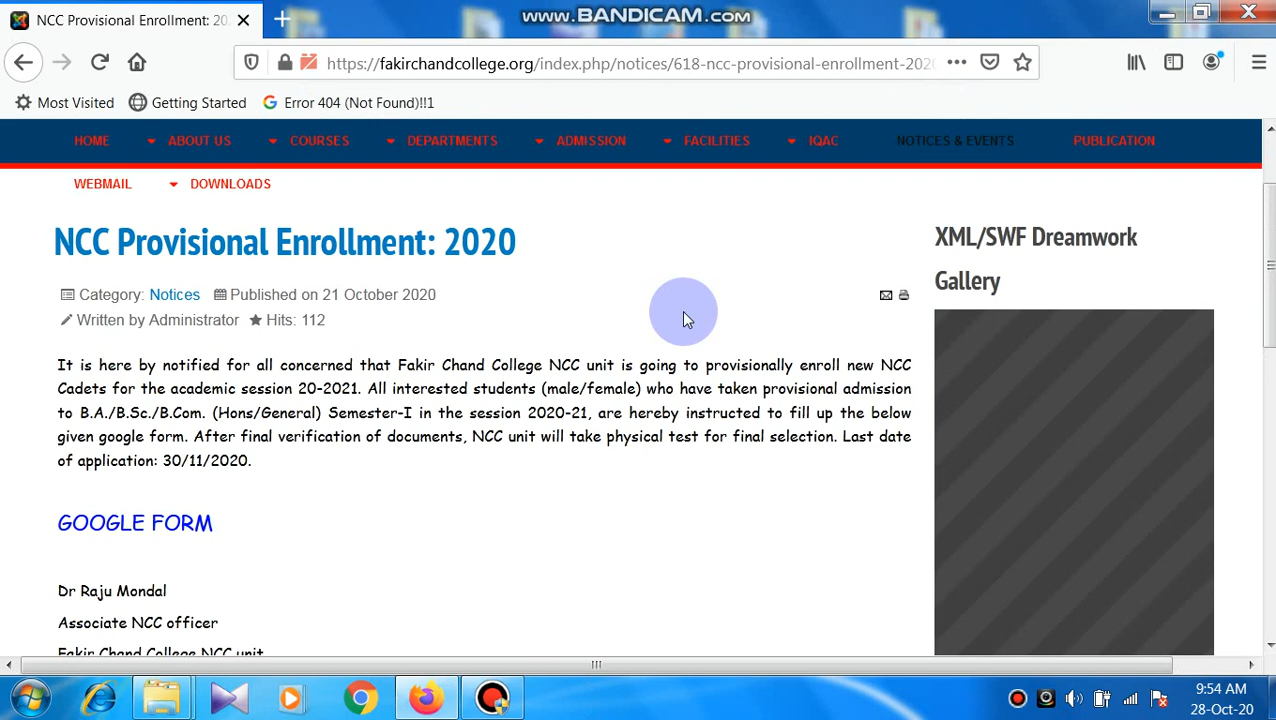 NCC Provisional Enrollment: 20
www.BANDICAM.com
https://fakirchandcollege.org/index.php/notices/618-ncc-provisional-enrollment-2020
Most Visited Getting Started Error 404 (Not Found)!!1
HOME ABOUT US COURSES DEPARTMENTS ADMISSION FACILITIES IQAC NOTICES & EVENTS PUBLICATION
WEBMAIL DOWNLOADS
NCC Provisional Enrollment: 2020
Category: Notices Published on 21 October 2020
Written by Administrator Hits: 112
It is here by notified for all concerned that Fakir Chand College NCC unit is going to provisionally enroll new NCC
Cadets for the academic session 20-2021. All interested students (male/female) who have taken provisional admission
to B.A./B.Sc./B.Com. (Hons/General) Semester-I in the session 2020-21, are hereby instructed to fill up the below
given google form. After final verification of documents, NCC unit will take physical test for final selection. Last date
of application: 30/11/2020.
GOOGLE FORM
Dr Raju Mondal
Associate NCC officer
Fakir Chand College NCC unit
XML/SWF Dreamwork
Gallery
9:54 AM
28-Oct-20